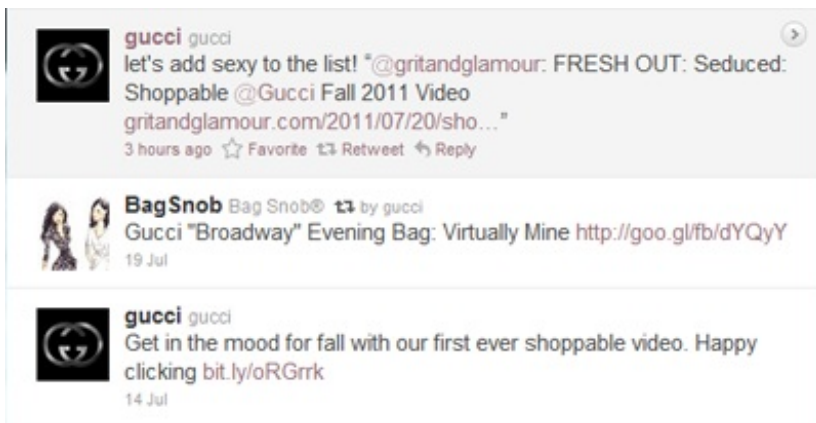 gucci gucci
let's add sexy to the list! "@gritandglamour: FRESH OUT: Seduced:
Shoppable @Gucci Fall 2011 Video
gritandglamour.com/2011/07/20/sho..."
3 hours ago Favorite Retweet Reply
BagSnob Bag Snob® by gucci
Gucci "Broadway" Evening Bag: Virtually Mine http://goo.gl/fb/dYQyY
19 Jul
gucci gucci
Get in the mood for fall with our first ever shoppable video. Happy
clicking bit.ly/oRGrrk
14 Jul